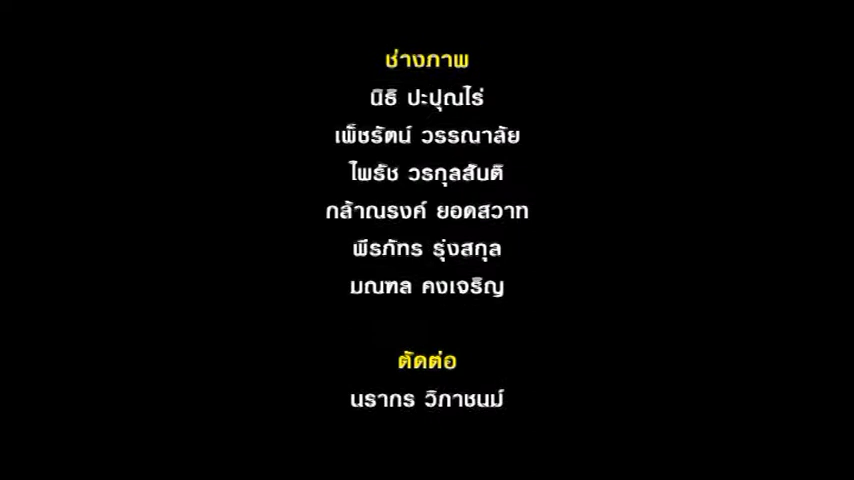 ช่างภาพ
นิธิ ปะปุณไร่
เพ็ชรัตน์ วรรณาลัย
ไพรัช วรกุลสันติ
กล้าณรงค์ ยอดสวาท
พีรภัทร รุ่งสกุล
มณฑล คงเจริญ
ตัดต่อ
นรากร วิภาชนม์